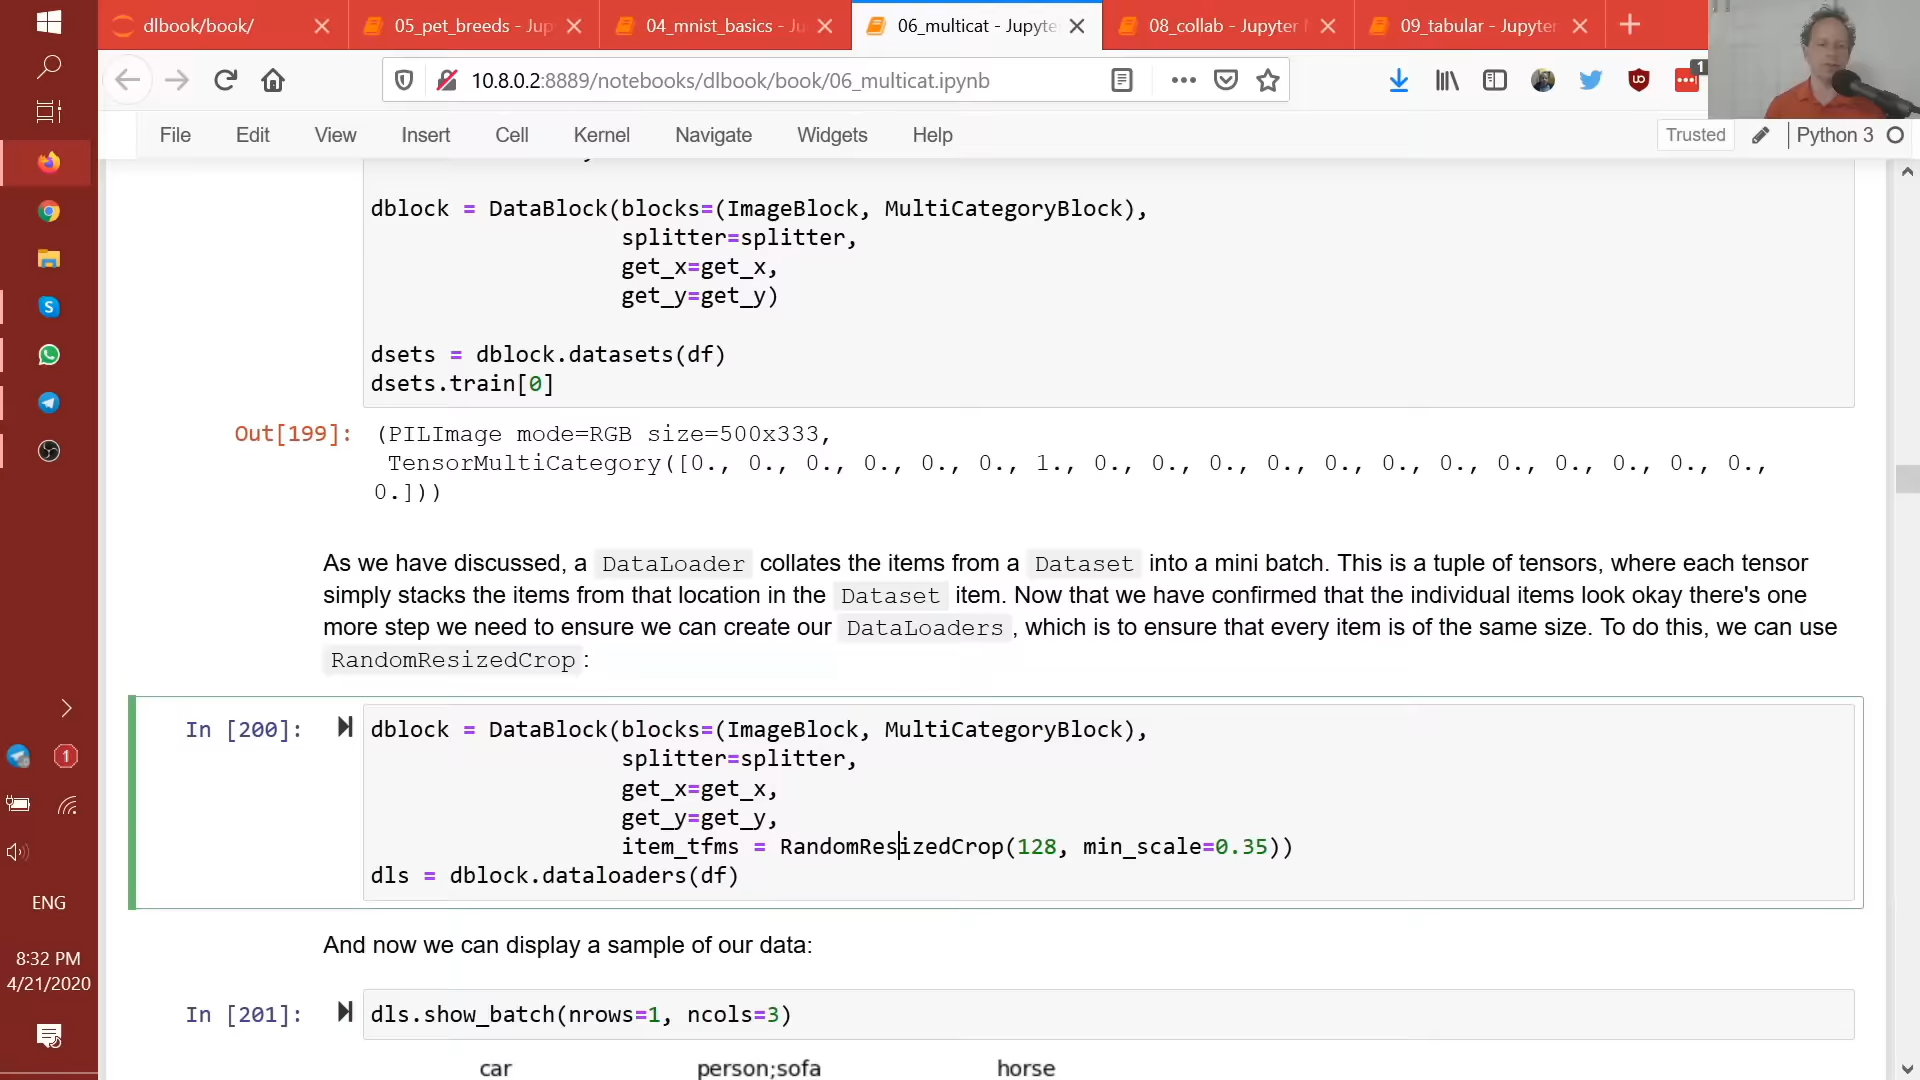 dlbook/book/
05_pet_breeds - Jup
04_mnist_basics - Ju
06_multicat - Jupyte
08_collab - Jupyter
09_tabular - Jupyter
10.8.0.2:8889/notebooks/dlbook/book/06_multicat.ipynb
1
File Edit View Insert Cell Kernel Navigate Widgets Help
Trusted
Python 3
dblock = DataBlock(blocks=(ImageBlock, MultiCategoryBlock),
splitter=splitter,
get_x=get_x,
get_y=get_y)
dsets = dblock.datasets(df)
dsets.train[0]
Out[199]: (PILImage mode=RGB size=500x333,
TensorMultiCategory([0., 0., 0., 0., 0., 0., 1., 0., 0., 0., 0., 0., 0., 0., 0., 0., 0., 0., 0.,
0.]))
As we have discussed, a DataLoader collates the items from a Dataset into a mini batch. This is a tuple of tensors, where each tensor
simply stacks the items from that location in the Dataset item. Now that we have confirmed that the individual items look okay there's one
more step we need to ensure we can create our DataLoaders, which is to ensure that every item is of the same size. To do this, we can use
RandomResizedCrop:
In [200]: dblock = DataBlock(blocks=(ImageBlock, MultiCategoryBlock),
splitter=splitter,
get_x=get_x,
get_y=get_y,
item_tfms = RandomResizedCrop(128, min_scale=0.35))
dls = dblock.dataloaders(df)
And now we can display a sample of our data:
In [201]: dls.show_batch(nrows=1, ncols=3)
car person;sofa horse
1
ENG
8:32 PM
4/21/2020